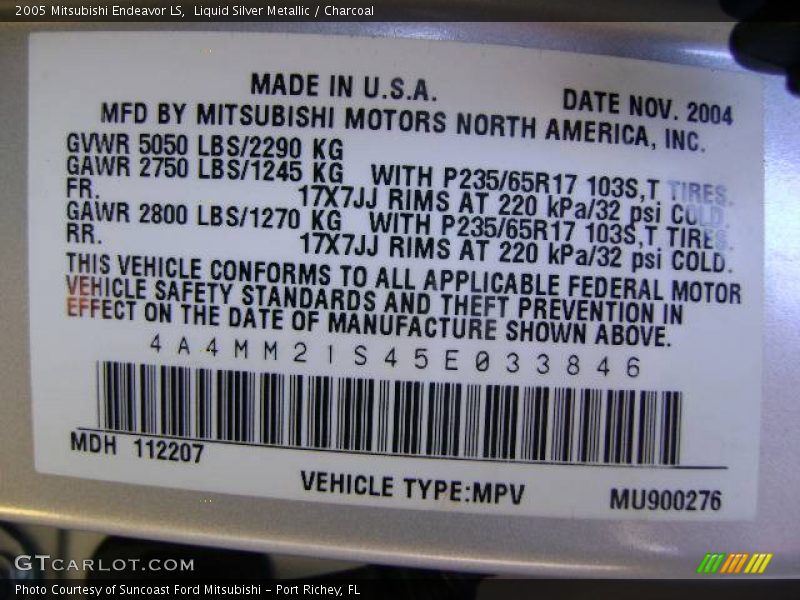 2005 Mitsubishi Endeavor LS,  Liquid Silver Metallic / Charcoal
MADE IN U.S.A.
DATE NOV. 2004
MFD BY MITSUBISHI MOTORS NORTH AMERICA, INC.
GVWR 5050 LBS/2290 KG
GAWR 2750 LBS/1245 KG WITH P235/65R17 103S,T TIRES.
FR. 17X7JJ RIMS AT 220 kPa/32 psi COLD.
GAWR 2800 LBS/1270 KG WITH P235/65R17 103S,T TIRES.
RR. 17X7JJ RIMS AT 220 kPa/32 psi COLD.
THIS VEHICLE CONFORMS TO ALL APPLICABLE FEDERAL MOTOR
VEHICLE SAFETY STANDARDS AND THEFT PREVENTION IN
EFFECT ON THE DATE OF MANUFACTURE SHOWN ABOVE.
4A4MM21S45E033846
MDH 112207
VEHICLE TYPE:MPV
MU900276
GTCARLOT.COM
Photo Courtesy of Suncoast Ford Mitsubishi - Port Richey, FL